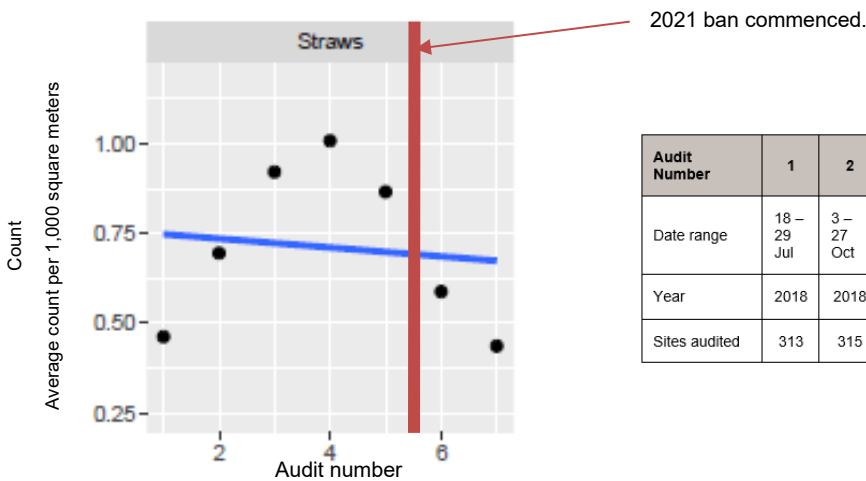 2021 ban commenced.
Straws
Count
Average count per 1,000 square meters
1.00
0.75
0.50
0.25
2 4 6
Audit number
Audit Number 1 2
Date range 18 – 29 Jul 3 – 27 Oct
Year 2018 2018
Sites audited 313 315